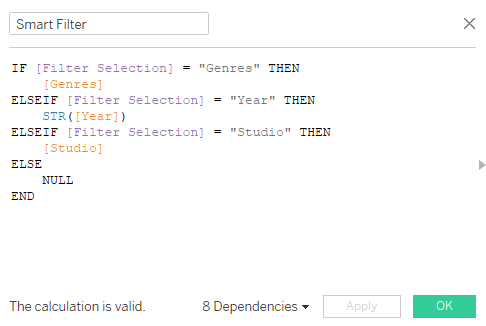 Smart Filter
IF [Filter Selection] = "Genres" THEN
    [Genres]
ELSEIF [Filter Selection] = "Year" THEN
    STR([Year])
ELSEIF [Filter Selection] = "Studio" THEN
    [Studio]
ELSE
    NULL
END
The calculation is valid. 8 Dependencies Apply OK